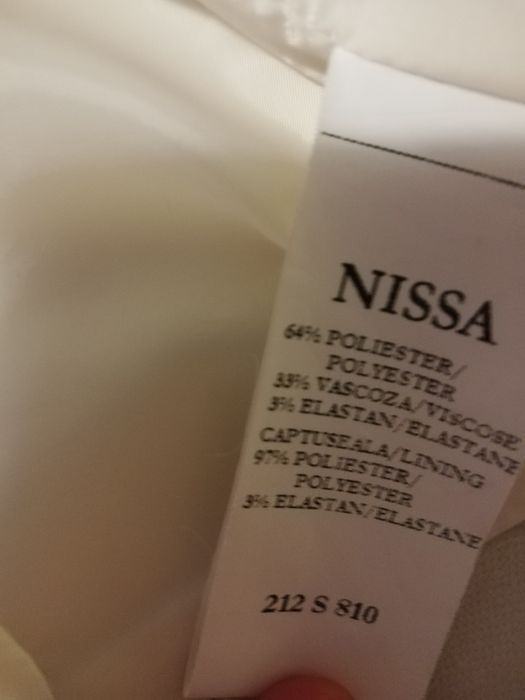 NISSA
64% POLIESTER/
POLYESTER
33% VASCOZA/VISCOSE
3% ELASTAN/ELASTANE
CAPTUSEALA/LINING
97% POLIESTER/
POLYESTER
3% ELASTAN/ELASTANE
212 S 810